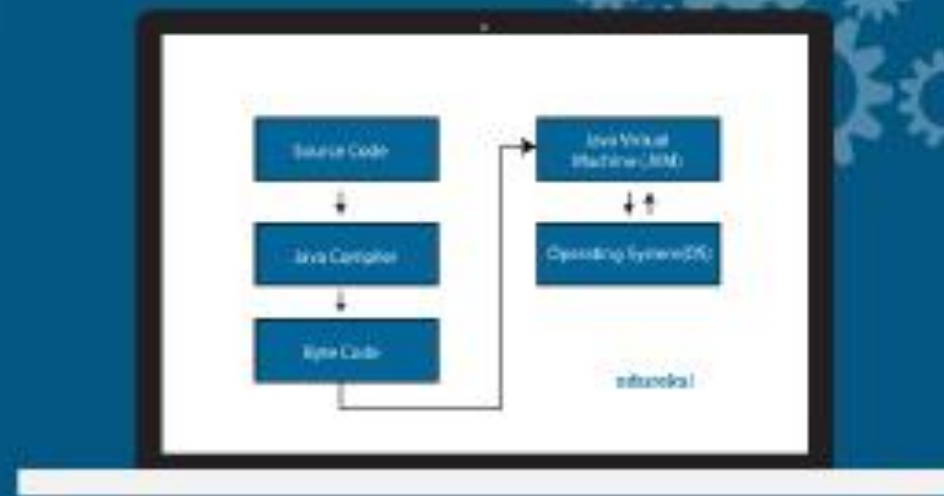 Source Code
Java Compiler
Byte Code
Java Virtual
Machine (JVM)
Operating System(OS)
edureka!